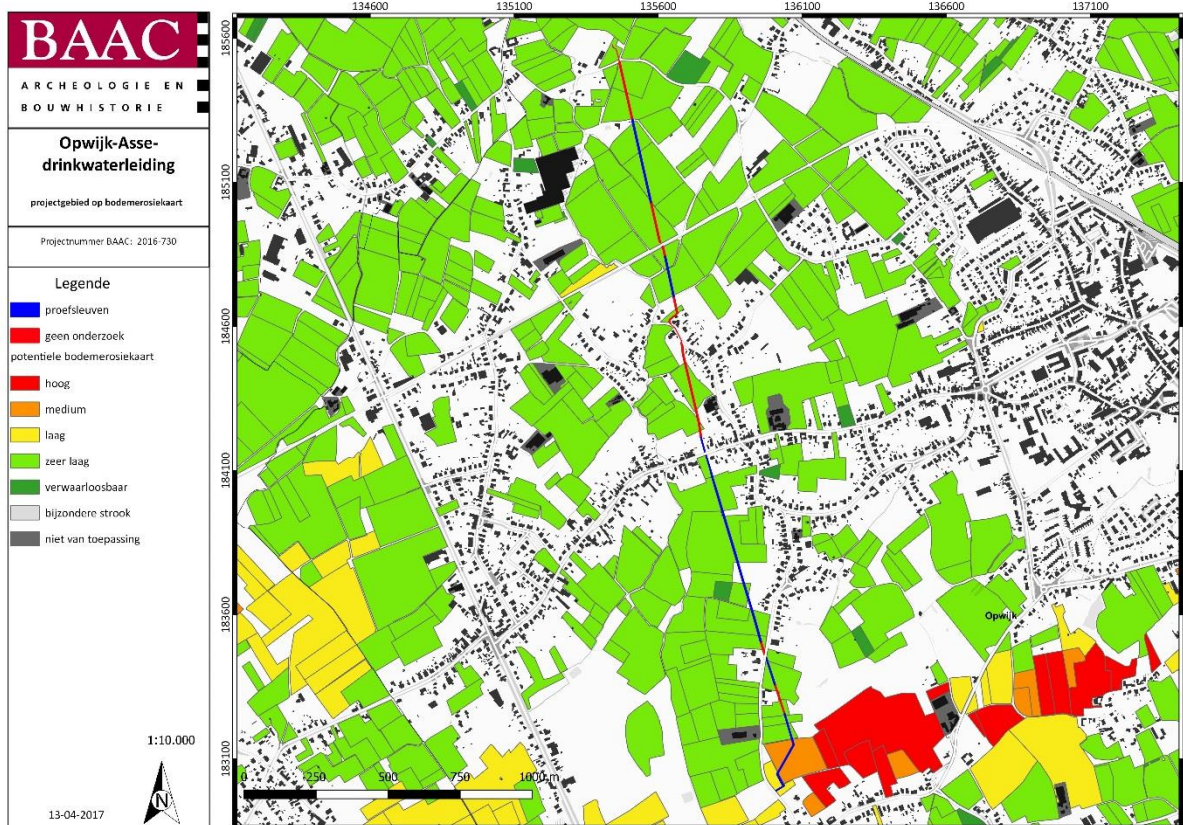 BAAC
ARCHEOLOGIE EN
BOUWHISTORIE
Opwijk-Asse-
drinkwaterleiding
projectgebied op bodemerosiekaart
Projectnummer BAAC: 2016-730
Legende
proefsleuven
geen onderzoek
potentiele bodemerosiekaart
hoog
medium
laag
zeer laag
verwaarloosbaar
bijzondere strook
niet van toepassing
1:10.000
N
13-04-2017
134600 135100 135600 136100 136600 137100
185600
185100
184600
184100
183600
183100
Opwijk
0 250 500 750 1000 m